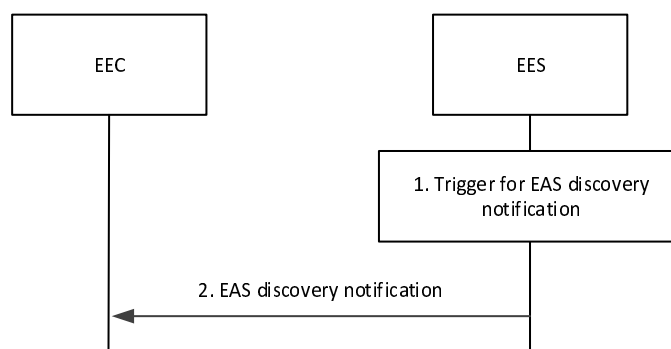 EEC
EES
1. Trigger for EAS discovery
notification
2. EAS discovery notification